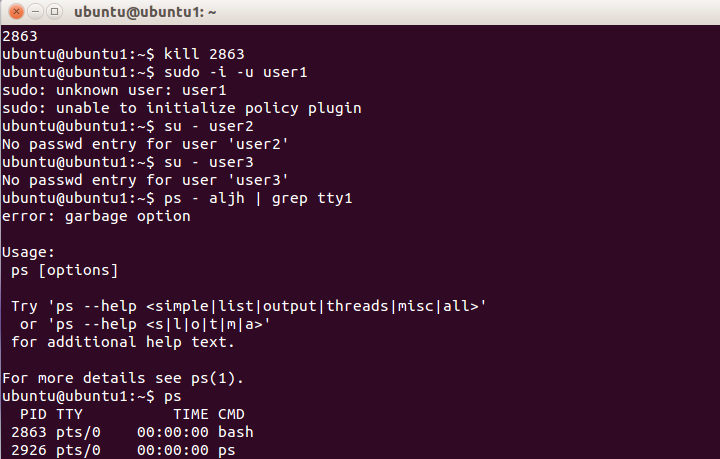 ubuntu@ubuntu1: ~
2863
ubuntu@ubuntu1:~$ kill 2863
ubuntu@ubuntu1:~$ sudo -i -u user1
sudo: unknown user: user1
sudo: unable to initialize policy plugin
ubuntu@ubuntu1:~$ su - user2
No passwd entry for user 'user2'
ubuntu@ubuntu1:~$ su - user3
No passwd entry for user 'user3'
ubuntu@ubuntu1:~$ ps - aljh | grep tty1
error: garbage option

Usage:
 ps [options]

 Try 'ps --help <simple|list|output|threads|misc|all>'
  or 'ps --help <s|l|o|t|m|a>'
 for additional help text.

For more details see ps(1).
ubuntu@ubuntu1:~$ ps
  PID TTY          TIME CMD
 2863 pts/0    00:00:00 bash
 2926 pts/0    00:00:00 ps